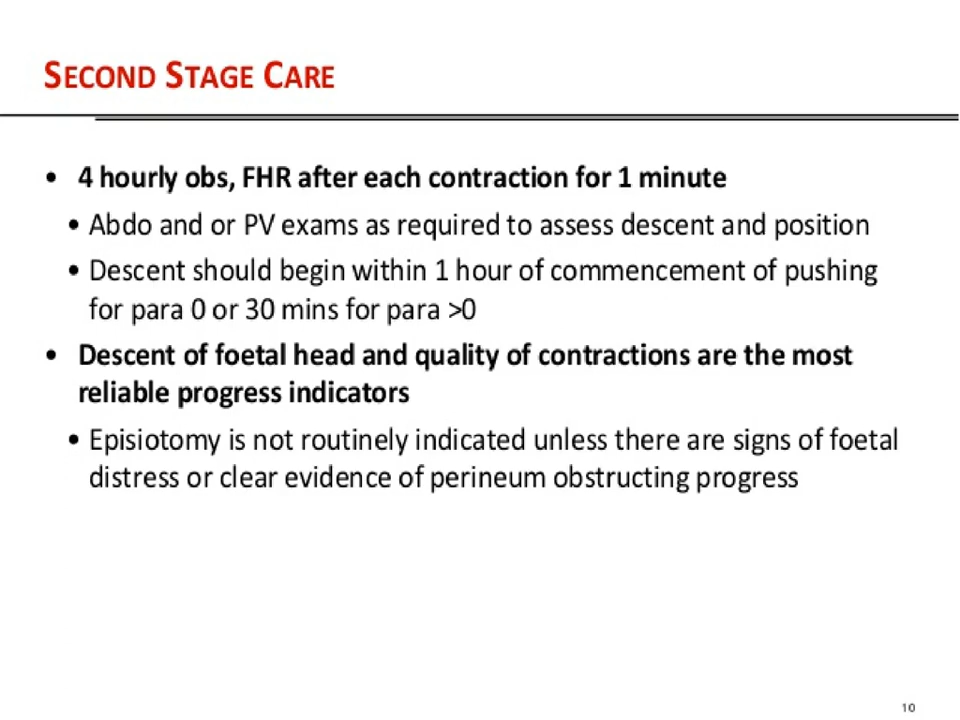 SECOND STAGE CARE
• 4 hourly obs, FHR after each contraction for 1 minute
• Abdo and or PV exams as required to assess descent and position
• Descent should begin within 1 hour of commencement of pushing
for para 0 or 30 mins for para >0
• Descent of foetal head and quality of contractions are the most
reliable progress indicators
• Episiotomy is not routinely indicated unless there are signs of foetal
distress or clear evidence of perineum obstructing progress
10